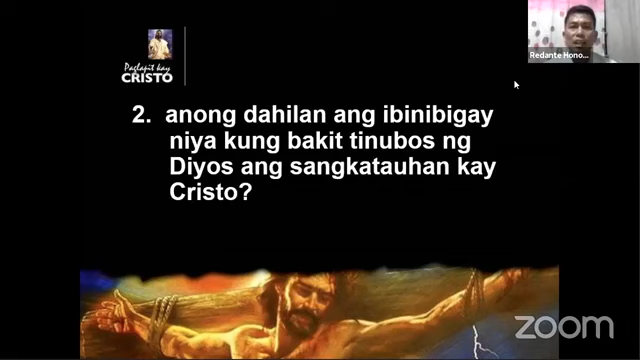 Redante Hono...
Paglapit kay
CRISTO
2. anong dahilan ang ibinibigay
niya kung bakit tinubos ng
Diyos ang sangkatauhan kay
Cristo?
zoom